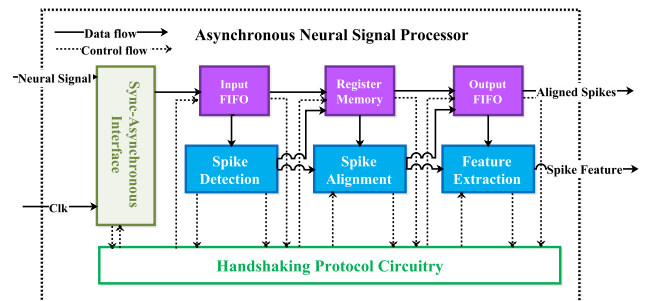 Data flow
Control flow
Asynchronous Neural Signal Processor
Neural Signal
Sync-Asynchronous
Interface
Input
FIFO
Register
Memory
Output
FIFO
Aligned Spikes
Spike
Detection
Spike
Alignment
Feature
Extraction
Spike Feature
Clk
Handshaking Protocol Circuitry